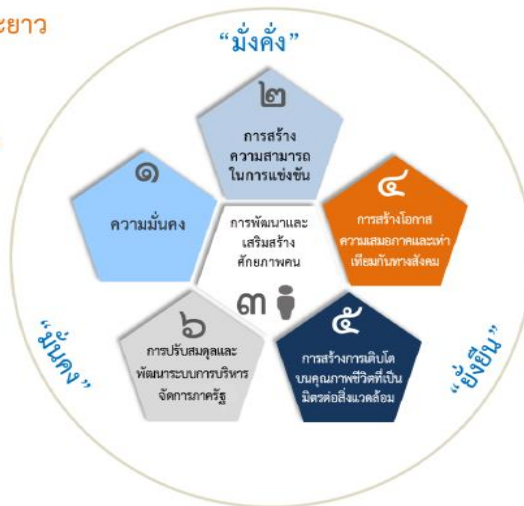 ะยาว
“มั่งคั่ง”
๒
การสร้าง
ความสามารถ
ในการแข่งขัน
๑
ความมั่นคง
๔
การสร้างโอกาส
ความเสมอภาคและเท่า
เทียมกันทางสังคม
การพัฒนาและ
เสริมสร้าง
ศักยภาพคน
๓
๖
การปรับสมดุลและ
พัฒนาระบบการบริหาร
จัดการภาครัฐ
๕
การสร้างการเติบโต
บนคุณภาพชีวิตที่เป็น
มิตรต่อสิ่งแวดล้อม
“มั่นคง”
“ยั่งยืน”